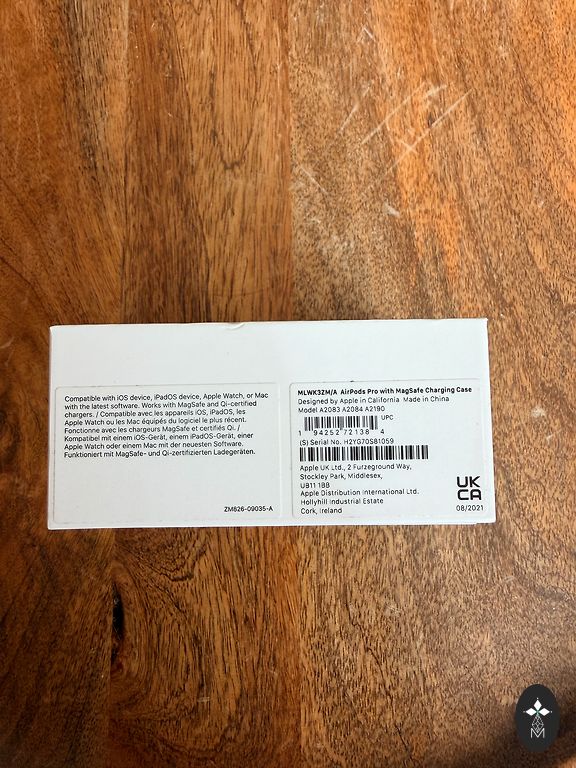 Compatible with iOS device, iPadOS device, Apple Watch, or Mac
with the latest software. Works with MagSafe and Qi-certified
chargers. / Compatible avec les appareils iOS, iPadOS, les
Apple Watch ou les Mac équipés du logiciel le plus récent.
Fonctionne avec les chargeurs MagSafe et certifiés Qi. /
Kompatibel mit einem iOS-Gerät, einem iPadOS-Gerät, einer
Apple Watch oder einem Mac mit der neuesten Software.
Funktioniert mit MagSafe- und Qi-zertifizierten Ladegeräten.
ZM826-09035-A
MLWK3ZM/A AirPods Pro with MagSafe Charging Case
Designed by Apple in California Made in China
Model A2083 A2084 A2190
UPC
1 94252 72138 4
(S) Serial No. H2YG70S81059
Apple UK Ltd., 2 Furzeground Way,
Stockley Park, Middlesex,
UB11 1BB
Apple Distribution International Ltd.
Hollyhill Industrial Estate
Cork, Ireland
UK
CA
08/2021
M